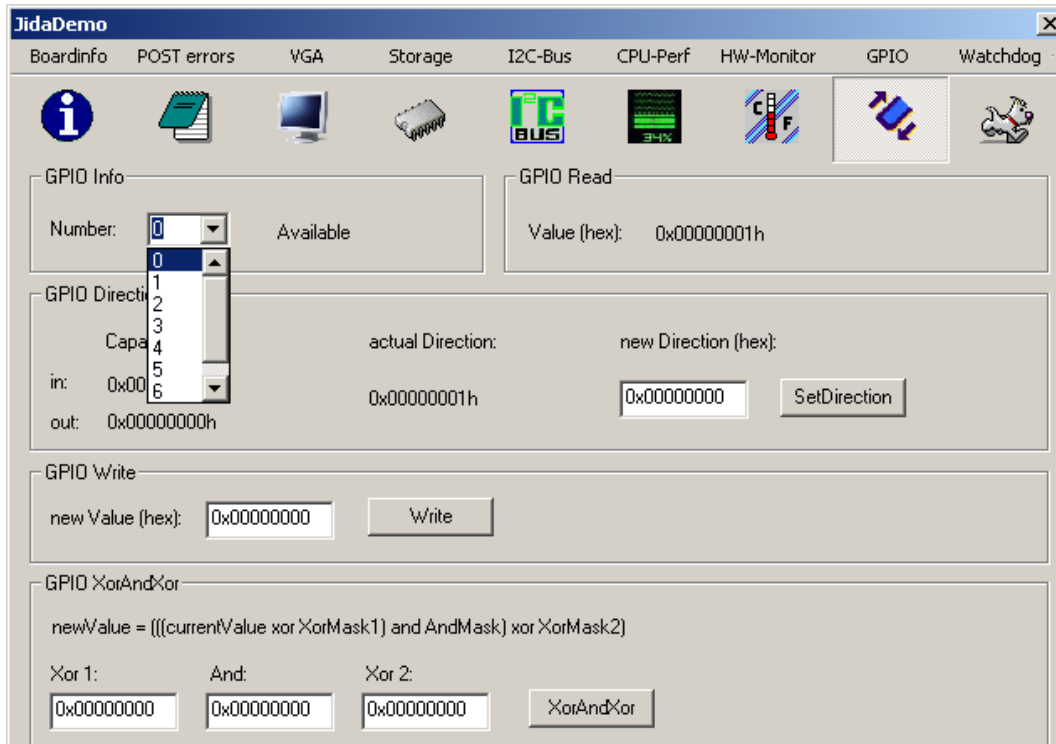 JidaDemo
Boardinfo POST errors VGA Storage I2C-Bus CPU-Perf HW-Monitor GPIO Watchdog
I2C BUS 34% C F
GPIO Info
Number: 0 Available
0
1
2
3
4
5
6
GPIO Read
Value (hex): 0x00000001h
GPIO Directi
Capa actual Direction: new Direction (hex):
in: 0x00
0x00000001h 0x00000000 SetDirection
out: 0x00000000h
GPIO Write
new Value (hex): 0x00000000 Write
GPIO XorAndXor
newValue = (((currentValue xor XorMask1) and AndMask) xor XorMask2)
Xor 1: And: Xor 2:
0x00000000 0x00000000 0x00000000 XorAndXor